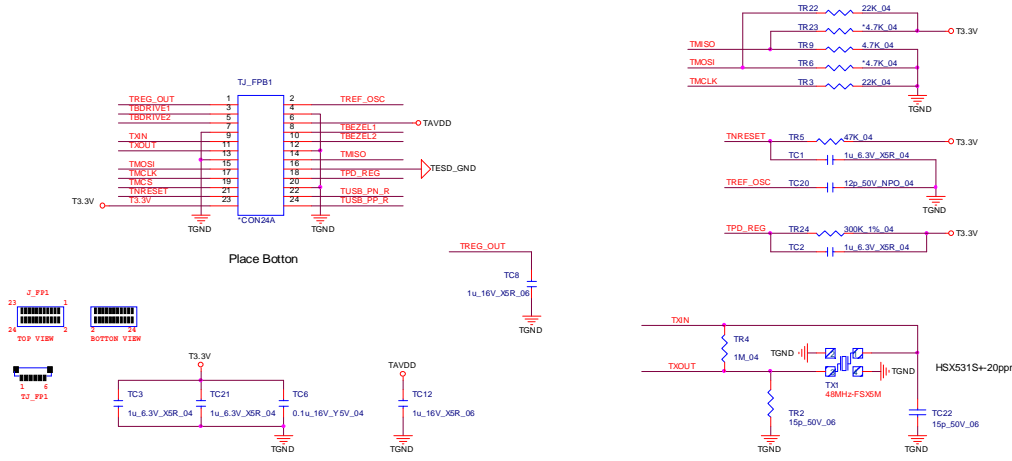 TJ_FPB1
TREG_OUT 1 2 TREF_OSC
TBDRIVE1 3 4
TBDRIVE2 5 6 TAVDD
7 8 TBEZEL1
TXIN 9 10 TBEZEL2
TXOUT 11 12
13 14 TMISO
TMOSI 15 16 TESD_GND
TMCLK 17 18 TPD_REG
TMCS 19 20
TNRESET 21 22 TUSB_PN_R
T3.3V T3.3V 23 24 TUSB_PP_R
*CON24A
TGND TGND
Place Botton
TREG_OUT
TC8
1u_16V_X5R_06
TGND
J_FP1
23 1
24 2 2 24
TOP VIEW BOTTON VIEW
1 6
TJ_FP1
T3.3V
TC3 TC21 TC6
1u_6.3V_X5R_04 1u_6.3V_X5R_04 0.1u_16V_Y5V_04
TGND
TAVDD
TC12
1u_16V_X5R_06
TGND
TR22 22K_04
TR23 *4.7K_04 T3.3V
TMISO TR9 4.7K_04
TMOSI TR6 *4.7K_04
TMCLK TR3 22K_04
TGND
TNRESET TR5 47K_04 T3.3V
TC1 1u_6.3V_X5R_04
TREF_OSC TC20 12p_50V_NPO_04
TGND
TPD_REG TR24 300K_1%_04 T3.3V
TC2 1u_6.3V_X5R_04
TXIN
TR4
1M_04
TGND
TXOUT
TGND
TX1
48MHz-FSX5M
HSX531S+-20ppm
TR2
15p_50V_06
TGND
TC22
15p_50V_06
TGND